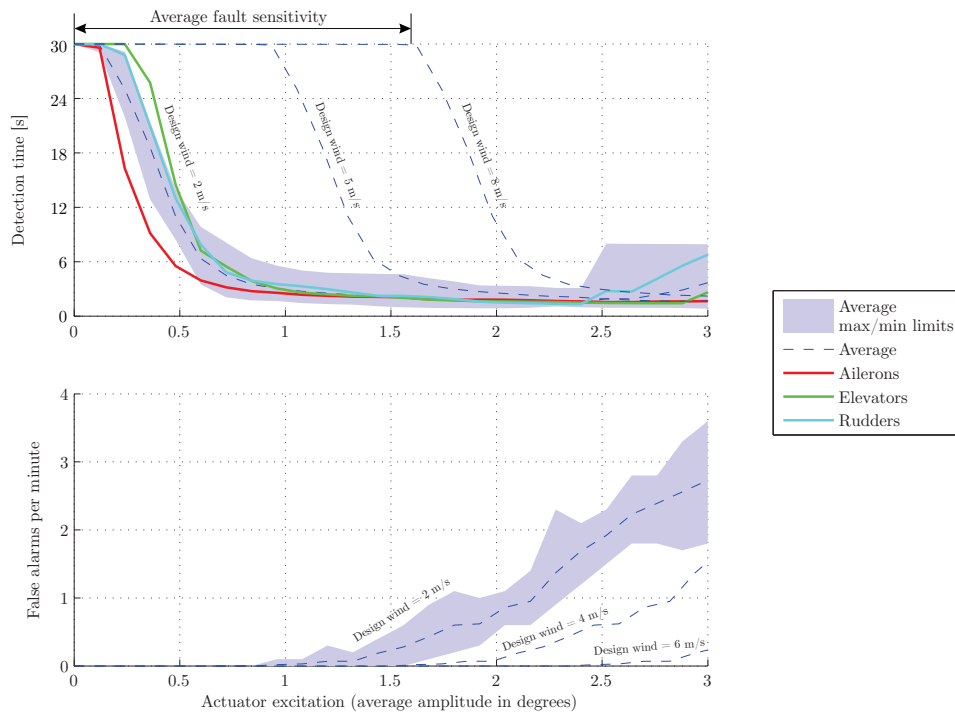 Average fault sensitivity
30
24
18
12
6
0
Detection time [s]
Design wind = 2 m/s
Design wind = 5 m/s
Design wind = 8 m/s
0
0.5
1
1.5
2
2.5
3
Average
max/min limits
Average
Ailerons
Elevators
Rudders
4
3
2
1
0
False alarms per minute
Design wind = 2 m/s
Design wind = 4 m/s
Design wind = 6 m/s
0
0.5
1
1.5
2
2.5
3
Actuator excitation (average amplitude in degrees)